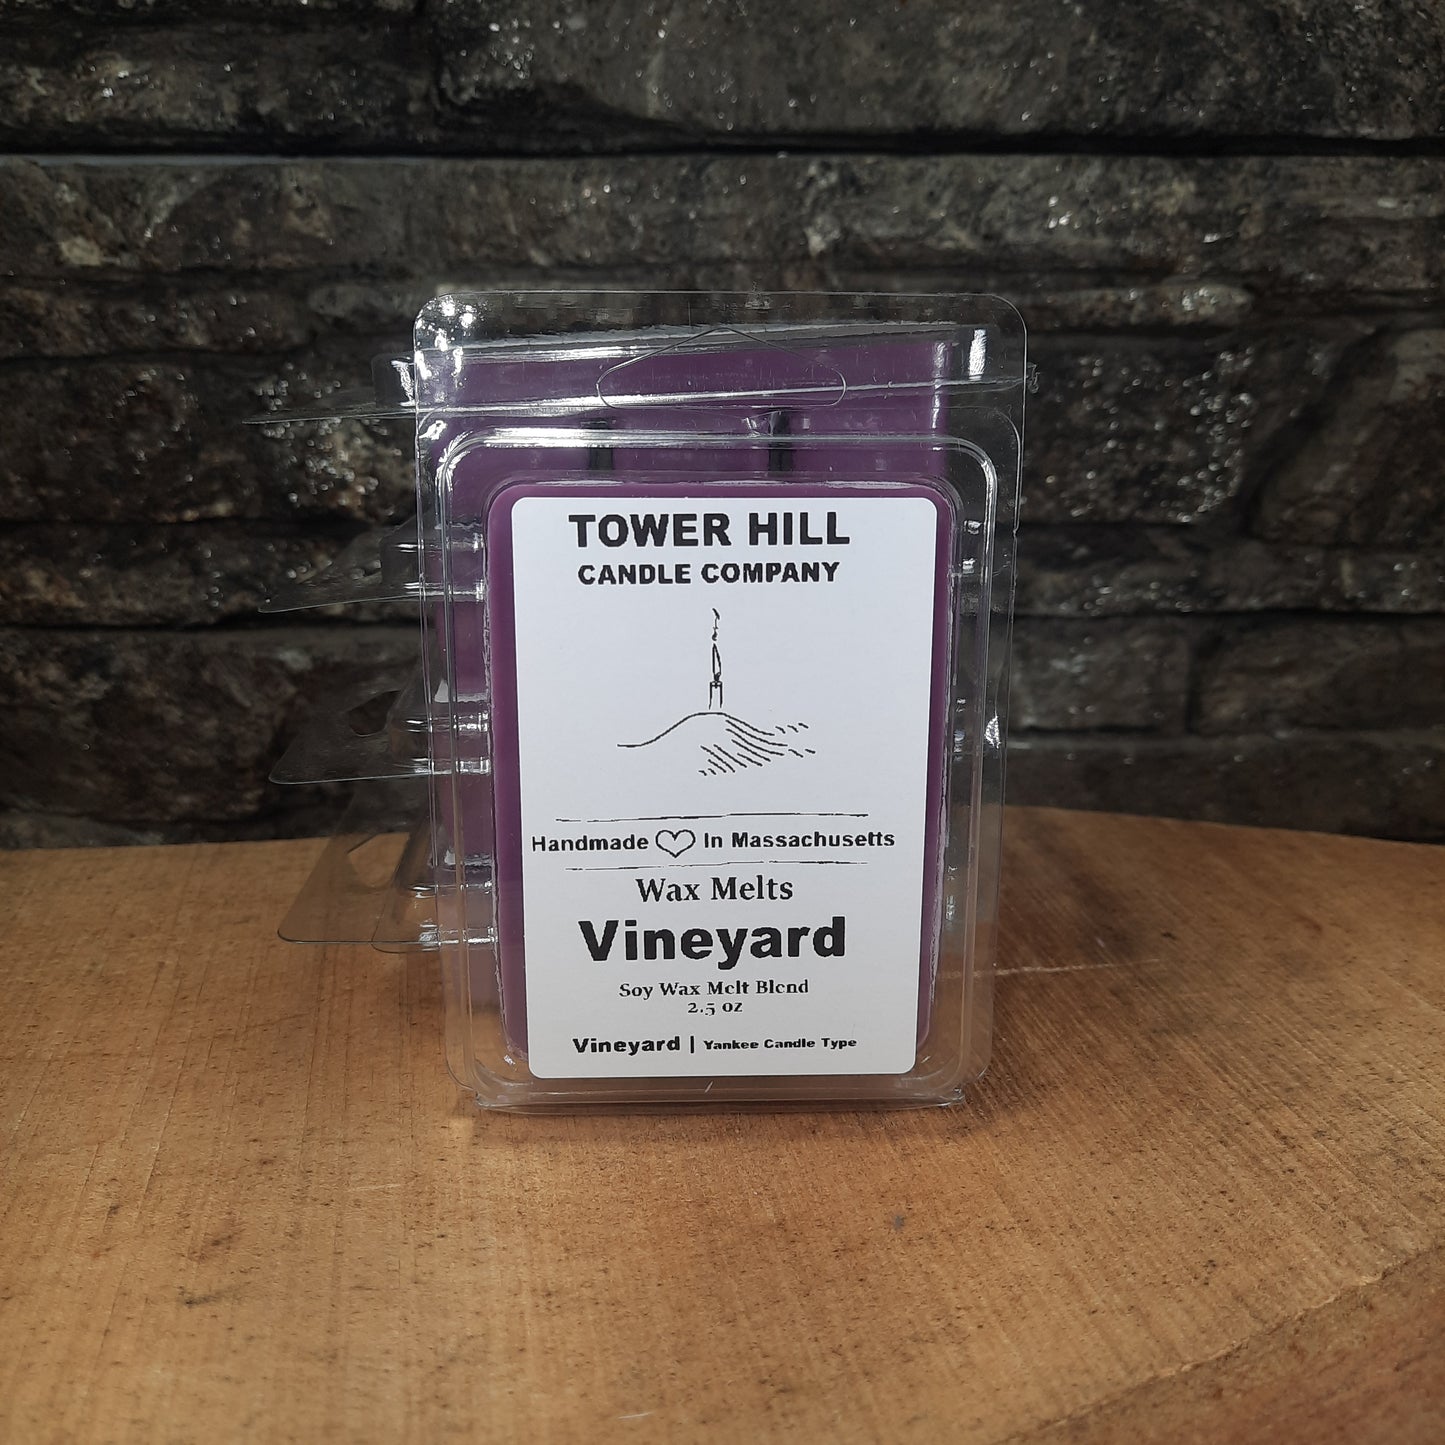 TOWER HILL
CANDLE COMPANY
Handmade ♡ In Massachusetts
Wax Melts
Vineyard
Soy Wax Melt Blend
2.5 oz
Vineyard | Yankee Candle Type